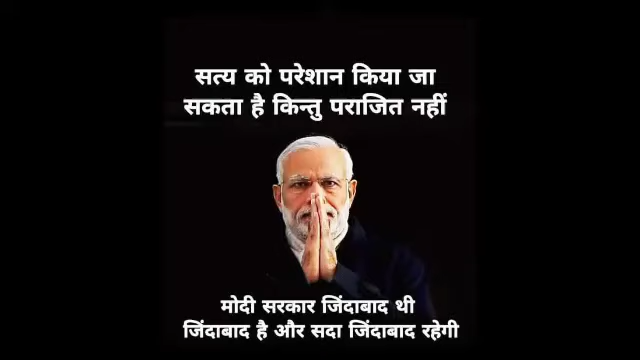 सत्य को परेशान किया जा
सकता है किन्तु पराजित नहीं
मोदी सरकार जिंदाबाद थी
जिंदाबाद है और सदा जिंदाबाद रहेगी